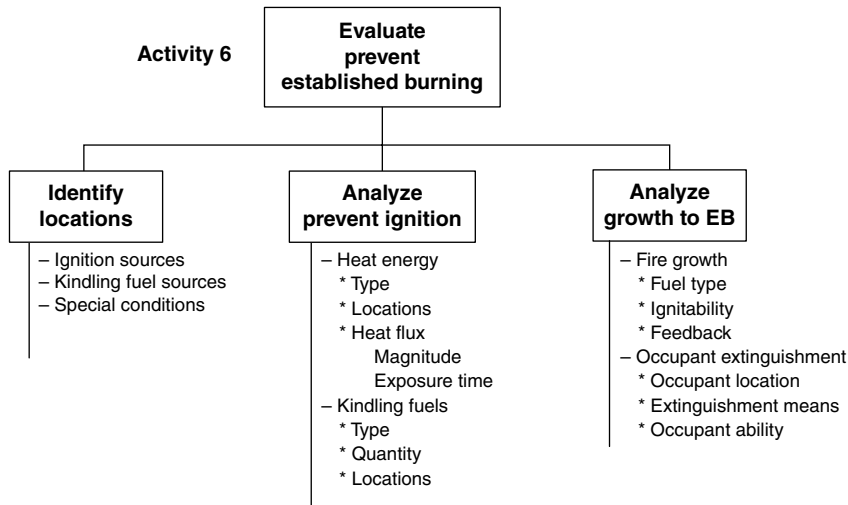 Activity 6
Evaluate
prevent
established burning
Identify
locations
– Ignition sources
– Kindling fuel sources
– Special conditions
Analyze
prevent ignition
– Heat energy
* Type
* Locations
* Heat flux
Magnitude
Exposure time
– Kindling fuels
* Type
* Quantity
* Locations
Analyze
growth to EB
– Fire growth
* Fuel type
* Ignitability
* Feedback
– Occupant extinguishment
* Occupant location
* Extinguishment means
* Occupant ability